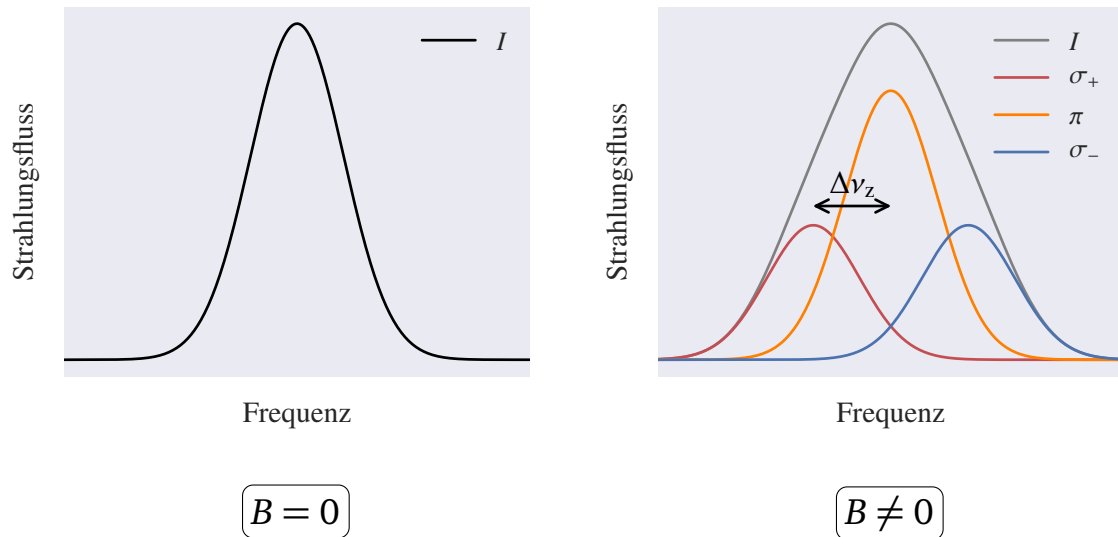 Strahlungsfluss
I
Frequenz
B = 0
Strahlungsfluss
I
σ₊
π
σ₋
Δν_z
Frequenz
B ≠ 0